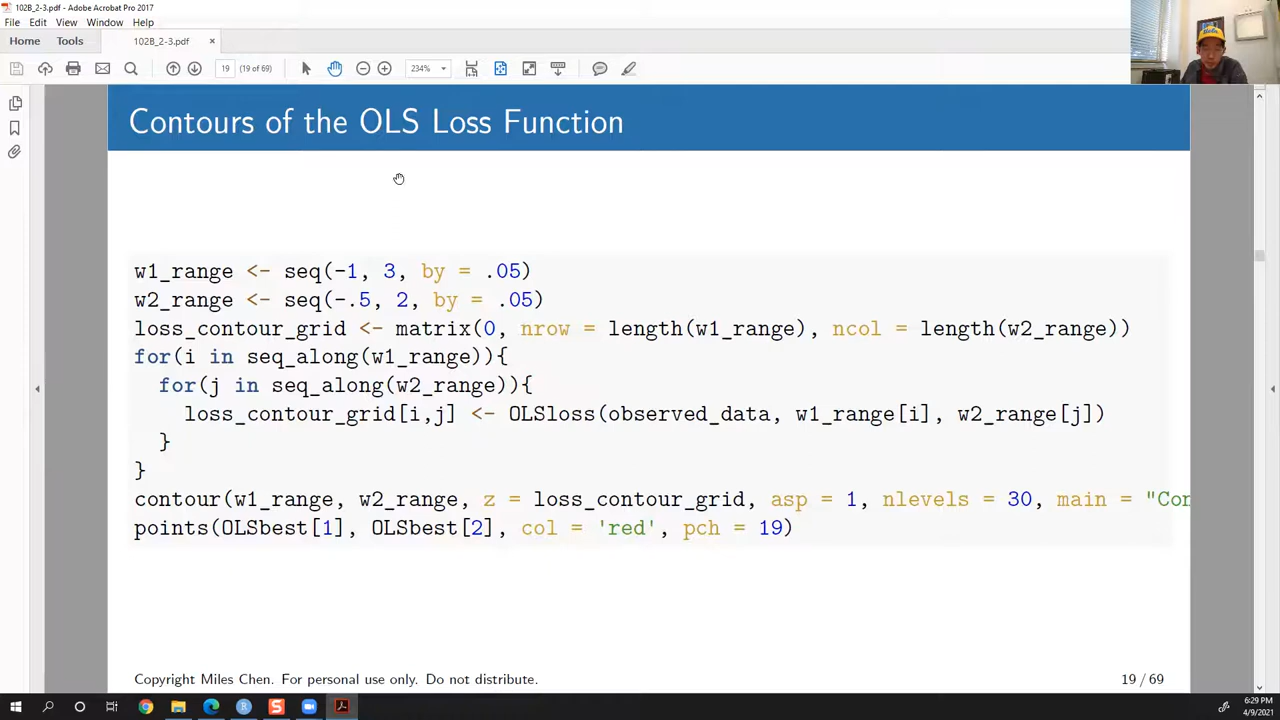 102B_2-3.pdf - Adobe Acrobat Pro 2017
File Edit View Window Help
Home Tools 102B_2-3.pdf ×
19 (19 of 69) 234%
Contours of the OLS Loss Function
w1_range <- seq(-1, 3, by = .05)
w2_range <- seq(-.5, 2, by = .05)
loss_contour_grid <- matrix(0, nrow = length(w1_range), ncol = length(w2_range))
for(i in seq_along(w1_range)){
for(j in seq_along(w2_range)){
loss_contour_grid[i,j] <- OLSloss(observed_data, w1_range[i], w2_range[j])
}
}
contour(w1_range, w2_range, z = loss_contour_grid, asp = 1, nlevels = 30, main = "Con
points(OLSbest[1], OLSbest[2], col = 'red', pch = 19)
Copyright Miles Chen. For personal use only. Do not distribute. 19 / 69
6:29 PM
4/9/2021